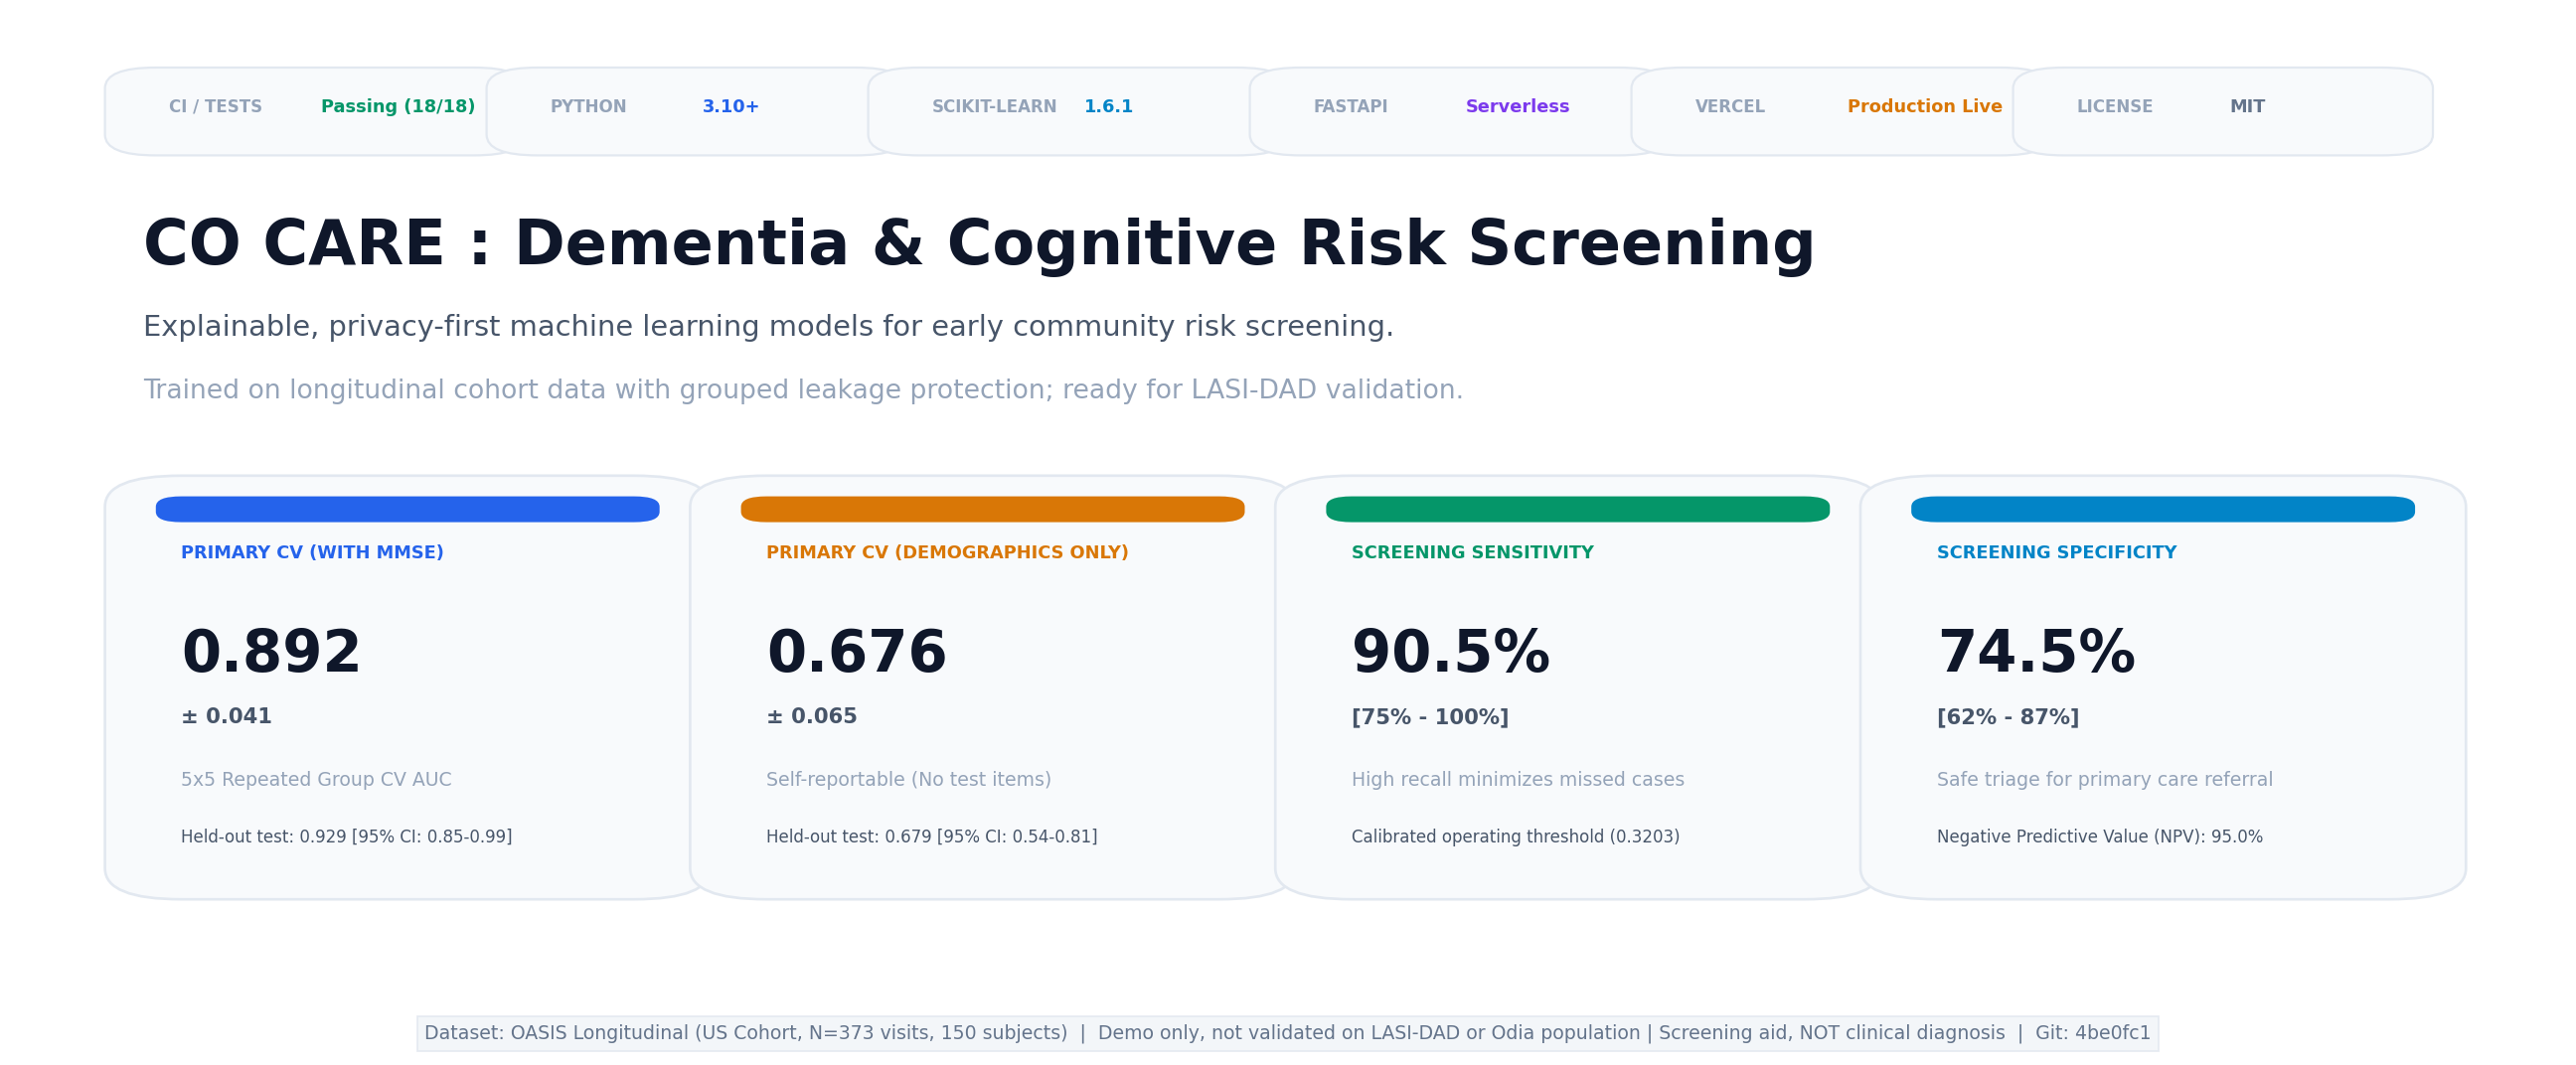 CI / TESTS Passing (18/18) PYTHON 3.10+ SCIKIT-LEARN 1.6.1 FASTAPI Serverless VERCEL Production Live LICENSE MIT
CO CARE : Dementia & Cognitive Risk Screening
Explainable, privacy-first machine learning models for early community risk screening.
Trained on longitudinal cohort data with grouped leakage protection; ready for LASI-DAD validation.
PRIMARY CV (WITH MMSE)
0.892
± 0.041
5x5 Repeated Group CV AUC
Held-out test: 0.929 [95% CI: 0.85-0.99]
PRIMARY CV (DEMOGRAPHICS ONLY)
0.676
± 0.065
Self-reportable (No test items)
Held-out test: 0.679 [95% CI: 0.54-0.81]
SCREENING SENSITIVITY
90.5%
[75% - 100%]
High recall minimizes missed cases
Calibrated operating threshold (0.3203)
SCREENING SPECIFICITY
74.5%
[62% - 87%]
Safe triage for primary care referral
Negative Predictive Value (NPV): 95.0%
Dataset: OASIS Longitudinal (US Cohort, N=373 visits, 150 subjects) | Demo only, not validated on LASI-DAD or Odia population | Screening aid, NOT clinical diagnosis | Git: 4be0fc1